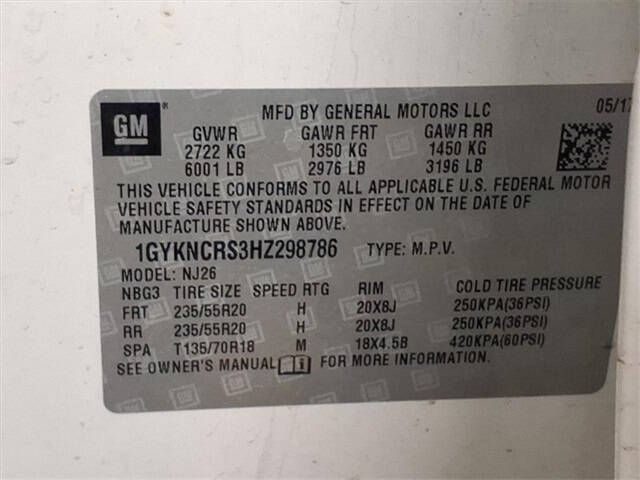 GM ®
MFD BY GENERAL MOTORS LLC 05/17
GVWR GAWR FRT GAWR RR
2722 KG 1350 KG 1450 KG
6001 LB 2976 LB 3196 LB
THIS VEHICLE CONFORMS TO ALL APPLICABLE U.S. FEDERAL MOTOR
VEHICLE SAFETY STANDARDS IN EFFECT ON THE DATE OF
MANUFACTURE SHOWN ABOVE.
1GYKNCRS3HZ298786 TYPE: M.P.V.
MODEL: NJ26
NBG3 TIRE SIZE SPEED RTG RIM COLD TIRE PRESSURE
FRT 235/55R20 H 20X8J 250KPA(36PSI)
RR 235/55R20 H 20X8J 250KPA(36PSI)
SPA T135/70R18 M 18X4.5B 420KPA(60PSI)
SEE OWNER'S MANUAL FOR MORE INFORMATION.